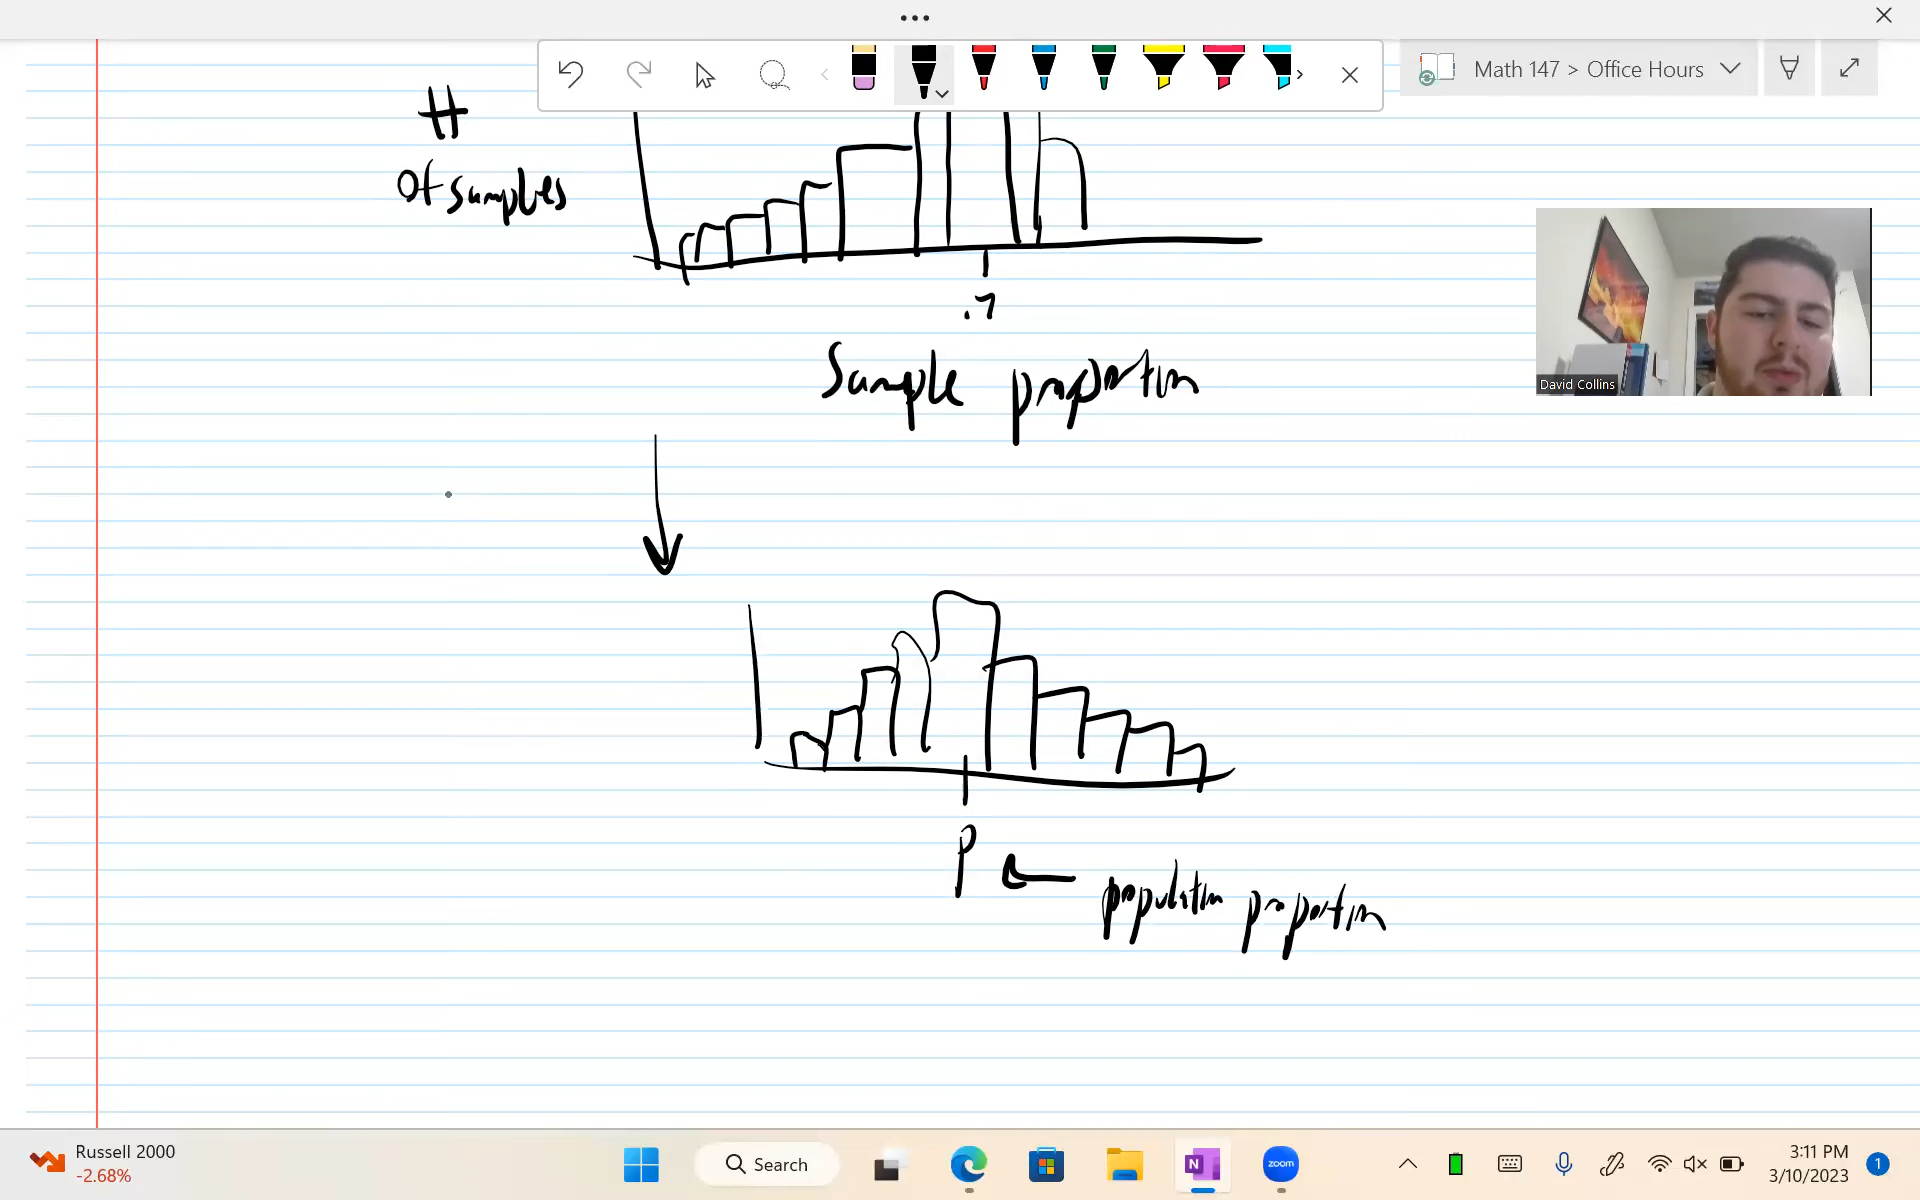 Math 147 > Office Hours
#
Of samples
.7
Sample proportion
David Collins
P
population proportion
Russell 2000
-2.68%
Search
N
zoom
3:11 PM
3/10/2023
1